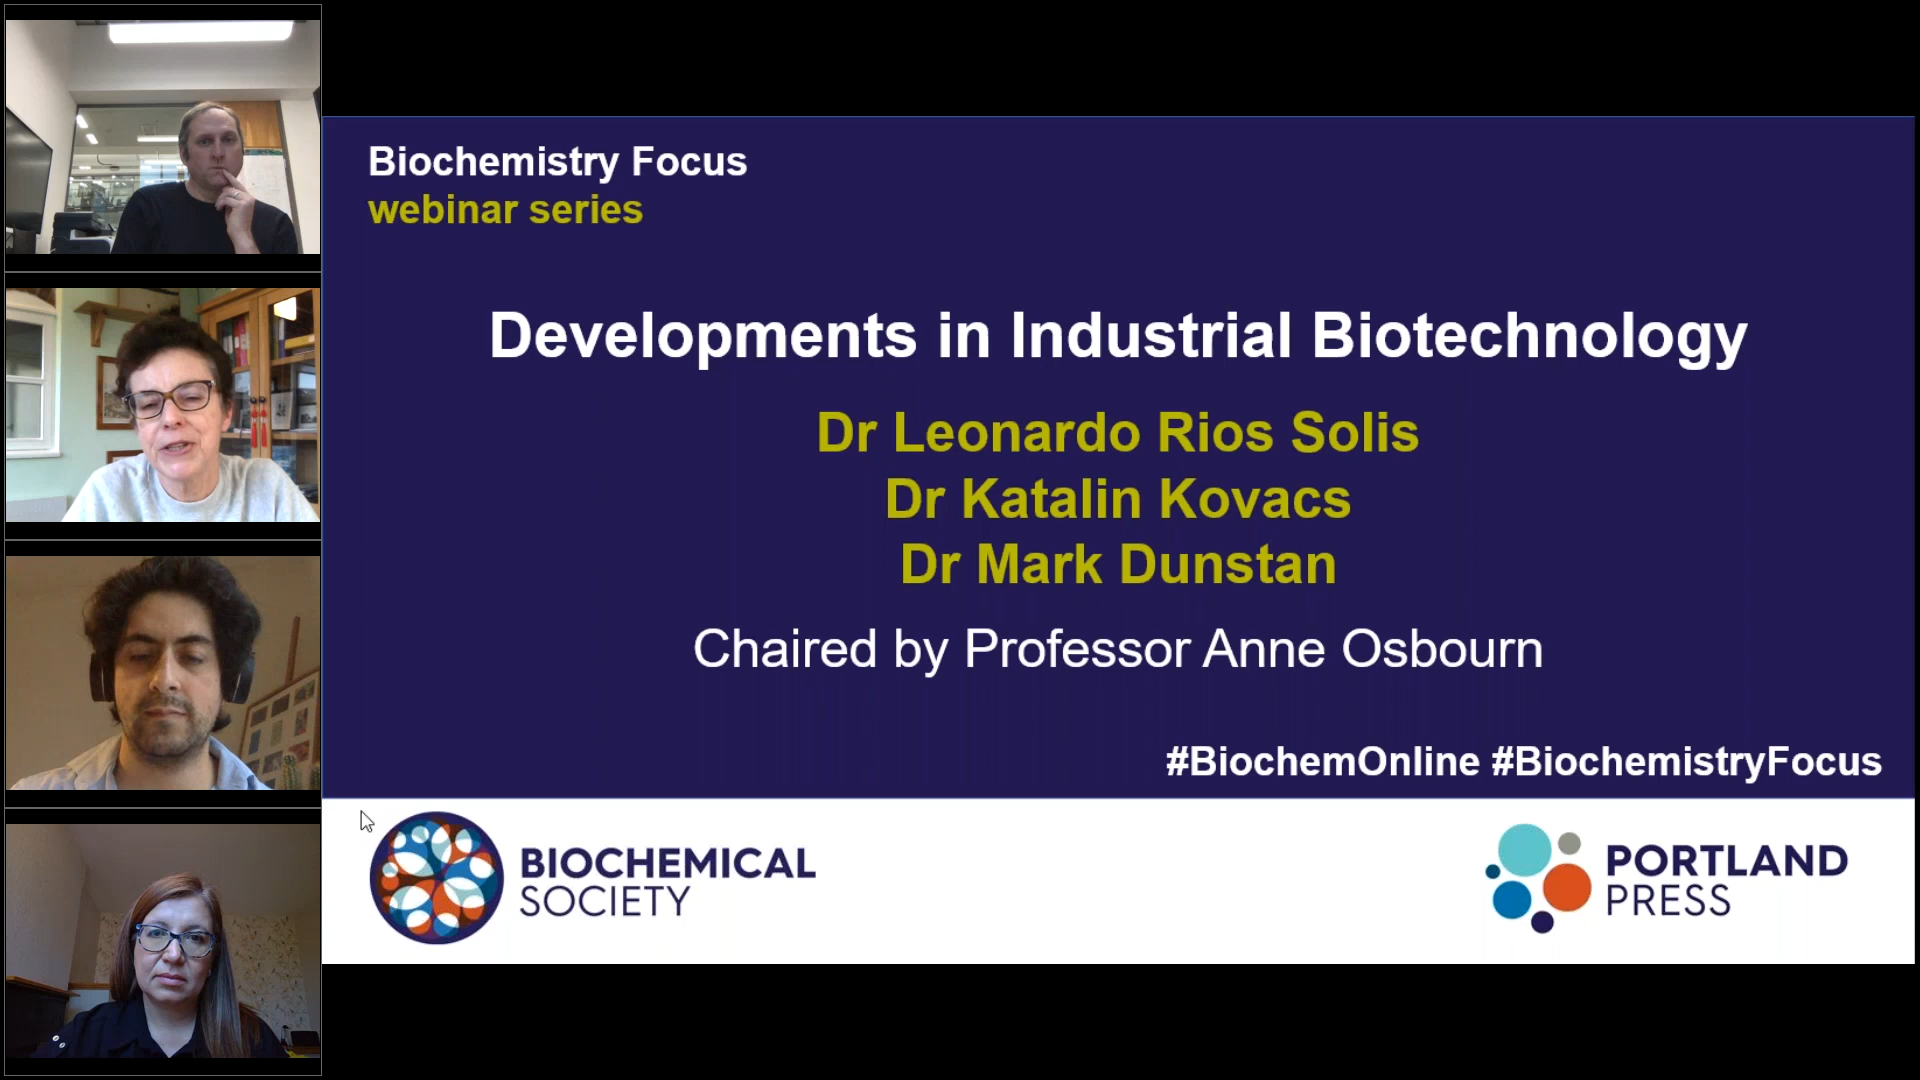 Biochemistry Focus
webinar series
Developments in Industrial Biotechnology
Dr Leonardo Rios Solis
Dr Katalin Kovacs
Dr Mark Dunstan
Chaired by Professor Anne Osbourn
#BiochemOnline #BiochemistryFocus
BIOCHEMICAL
SOCIETY
PORTLAND
PRESS